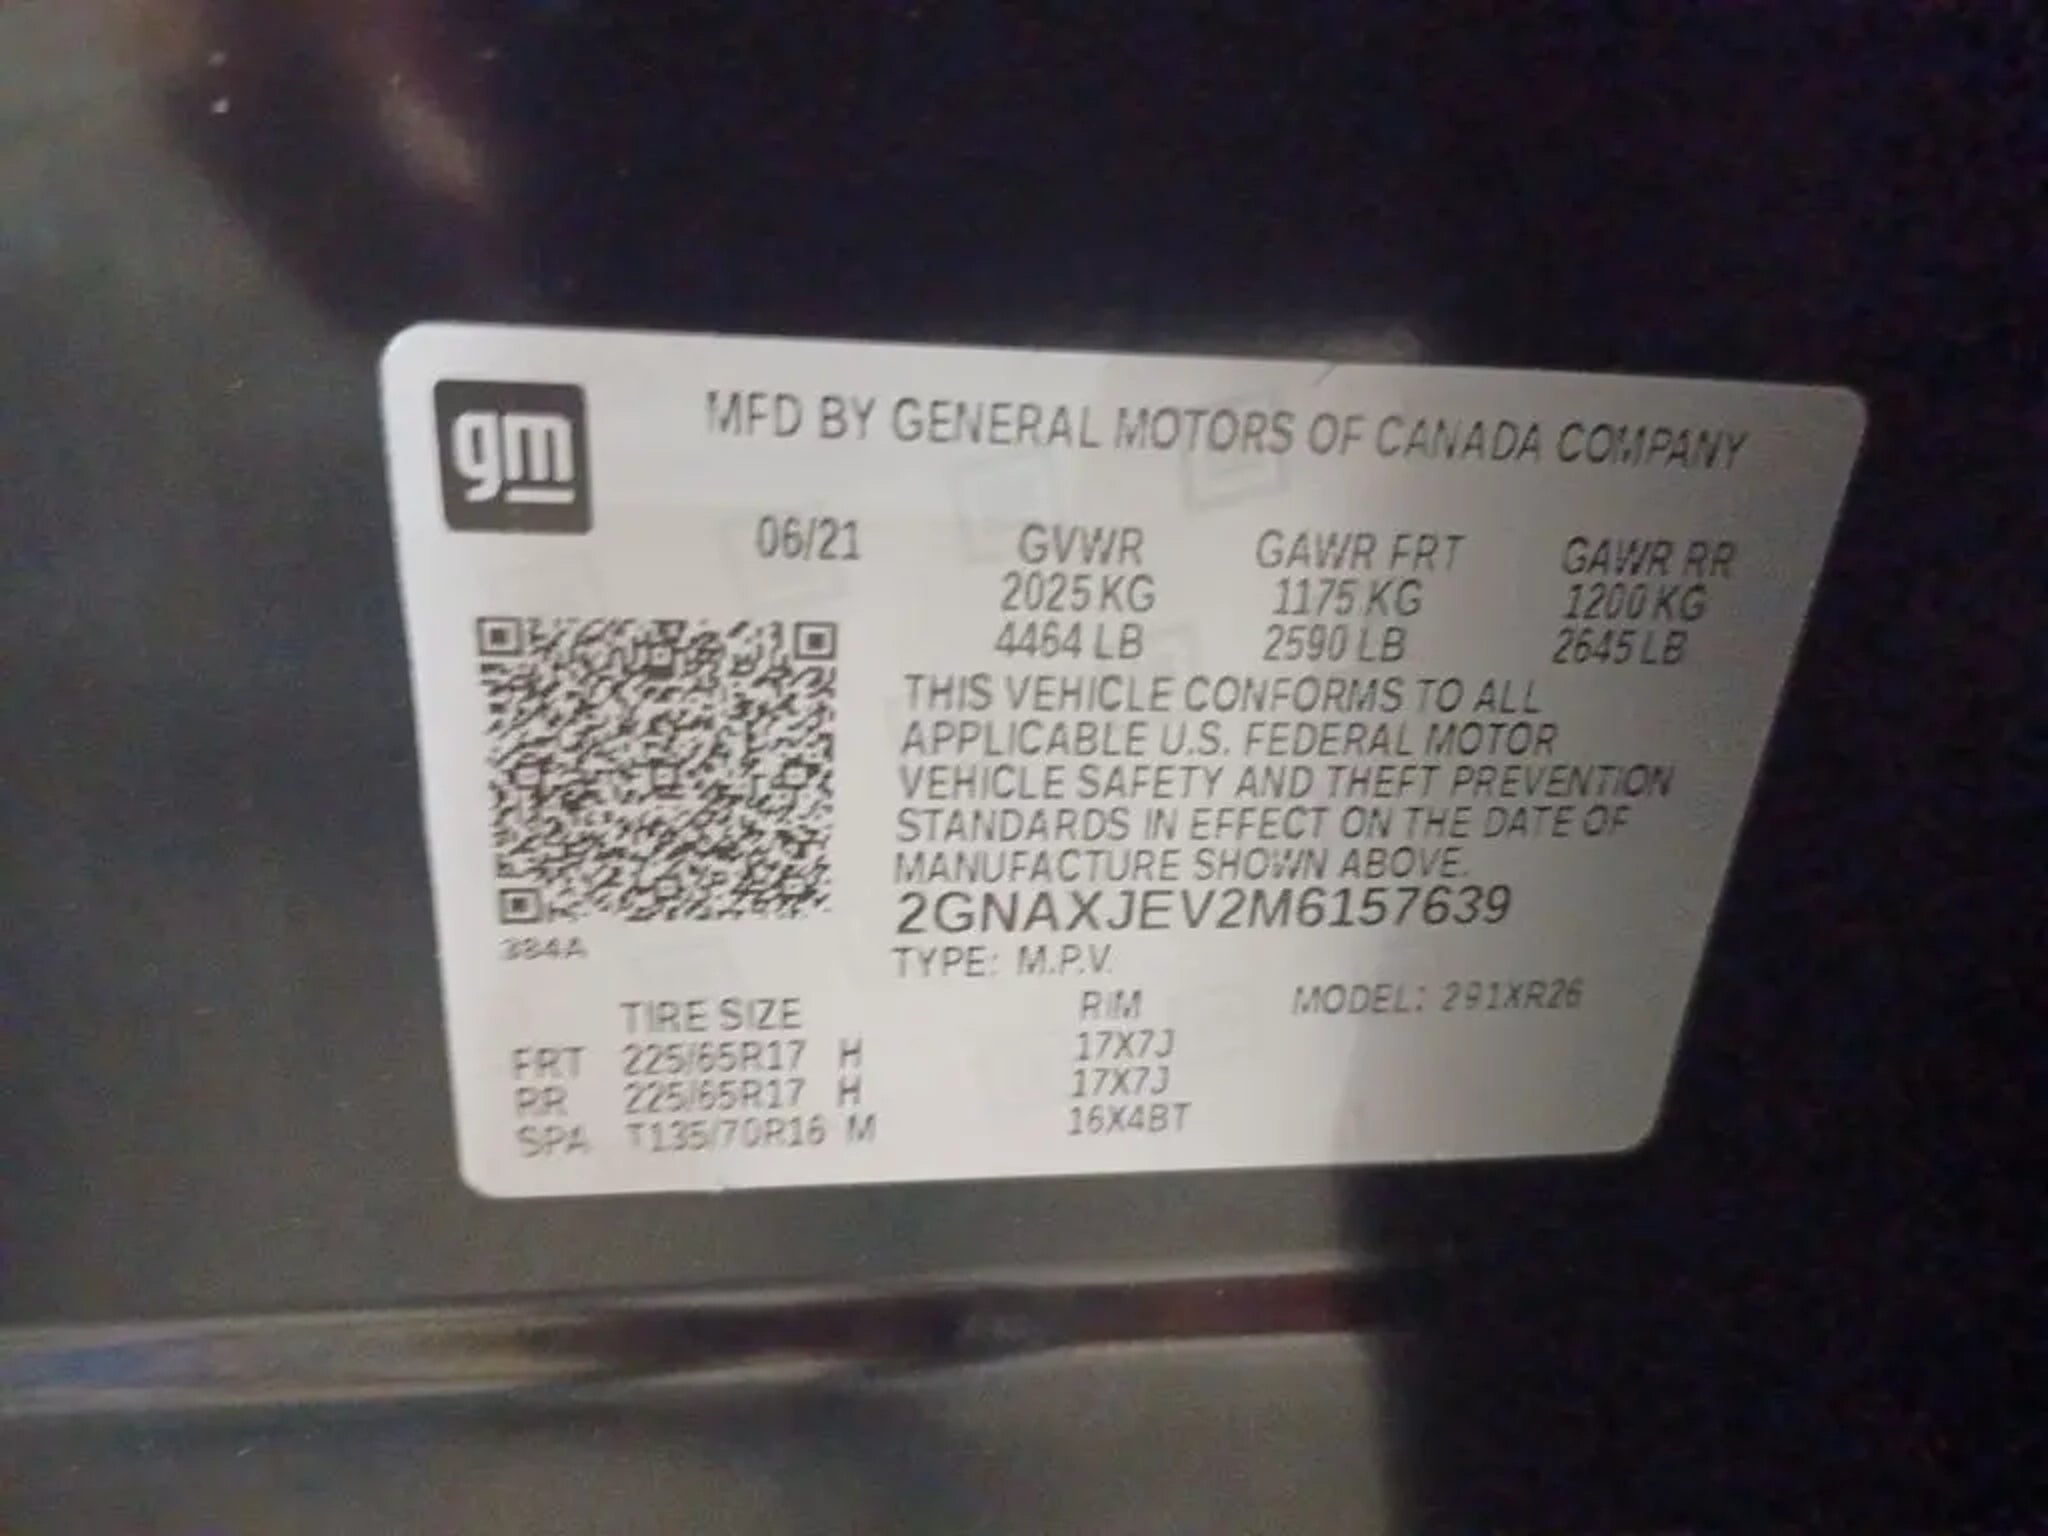 gm
MFD BY GENERAL MOTORS OF CANADA COMPANY
06/21 GVWR GAWR FRT GAWR RR
2025 KG 1175 KG 1200 KG
4464 LB 2590 LB 2645 LB
THIS VEHICLE CONFORMS TO ALL
APPLICABLE U.S. FEDERAL MOTOR
VEHICLE SAFETY AND THEFT PREVENTION
STANDARDS IN EFFECT ON THE DATE OF
MANUFACTURE SHOWN ABOVE.
2GNAXJEV2M6157639
384A
TYPE: M.P.V.
TIRE SIZE RIM MODEL: 291XR26
FRT 225/65R17 H 17X7J
RR 225/65R17 H 17X7J
SPA T135/70R16 M 16X4BT